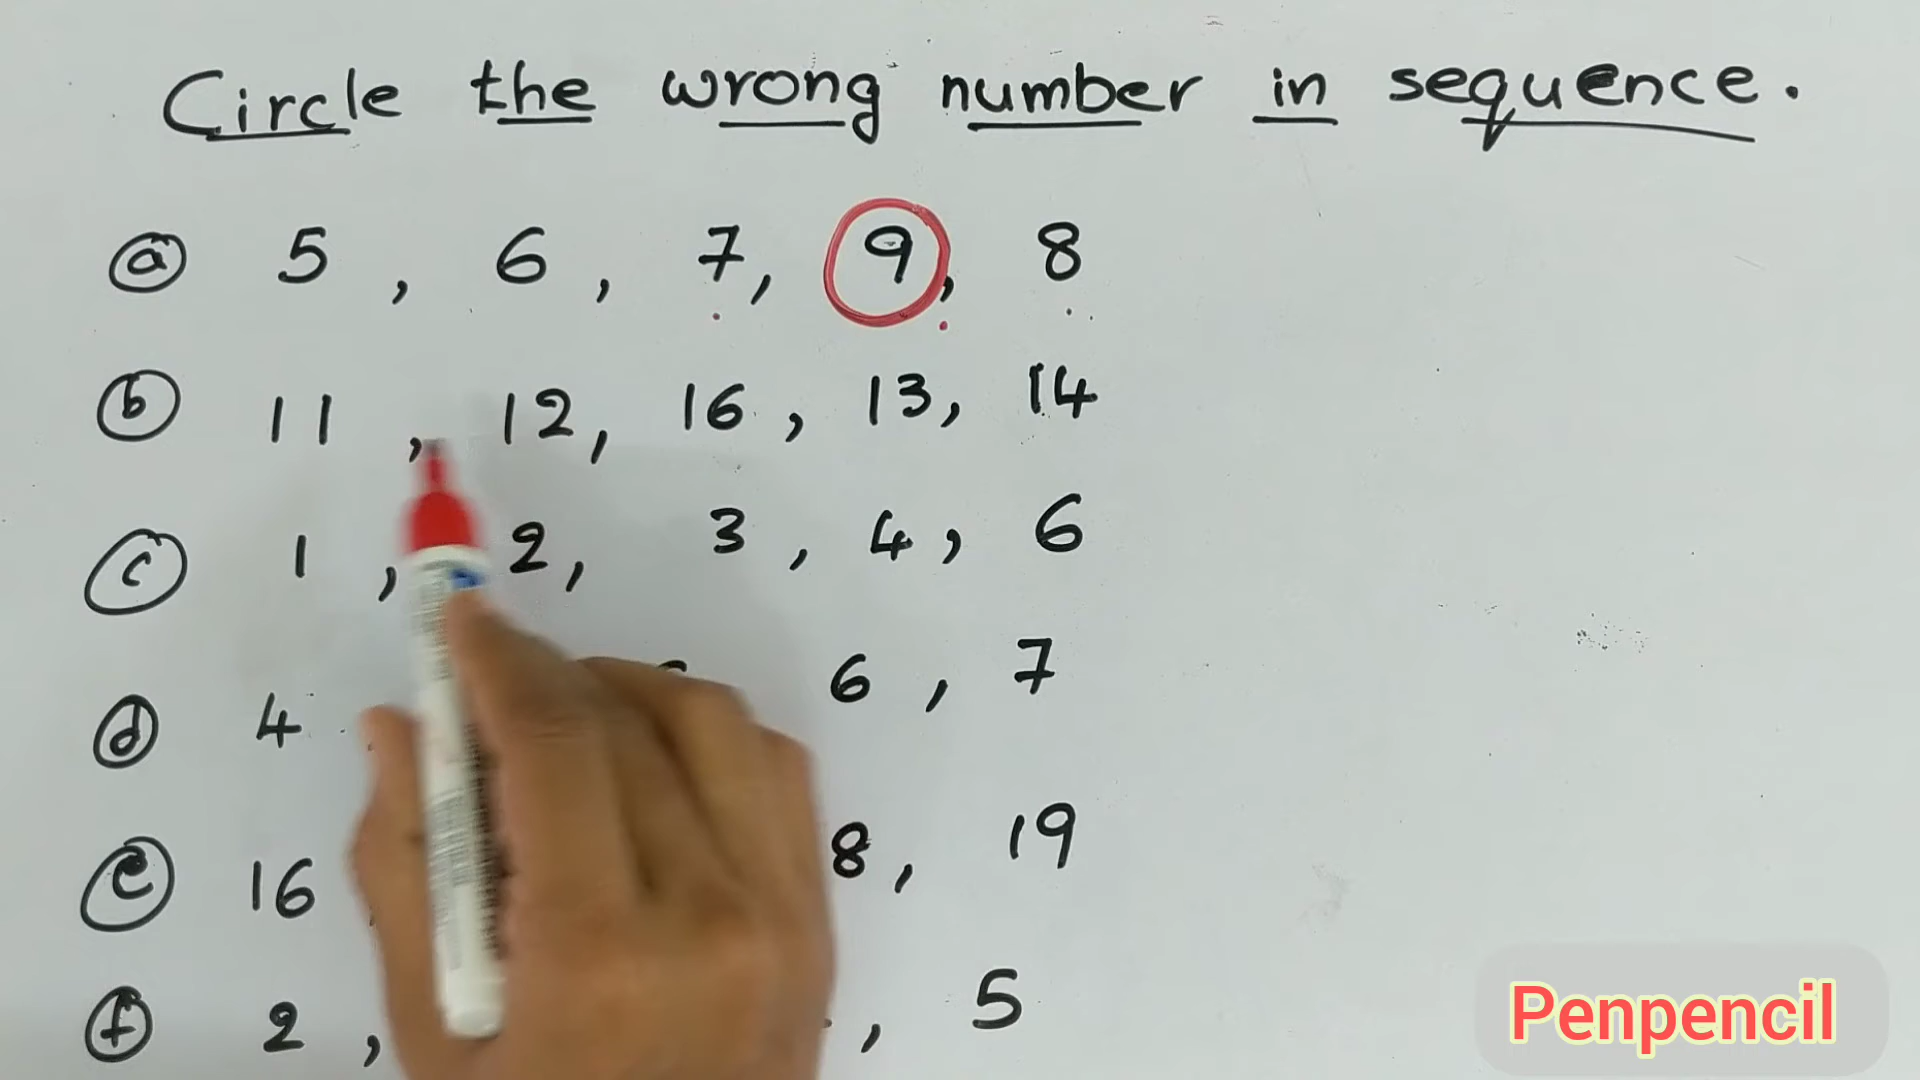 Circle the wrong number in sequence.
a 5, 6, 7, 9, 8
b 11, 12, 16, 13, 14
c 1, 2, 3, 4, 6
d 4 6, 7
e 16 8, 19
f 2, , 5
Penpencil